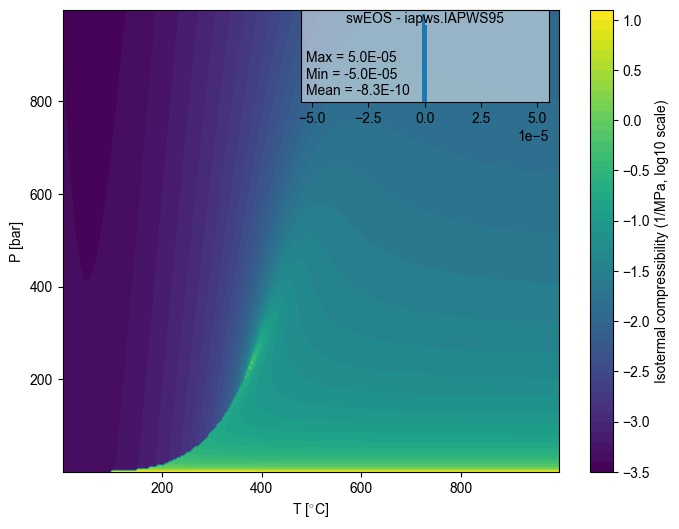 swEOS - iapws.IAPWS95
Max = 5.0E-05
Min = -5.0E-05
Mean = -8.3E-10
−5.0 −2.5 0.0 2.5 5.0
1e−5
800
600
400
200
P [bar]
200 400 600 800
T [°C]
1.0
0.5
0.0
−0.5
−1.0
−1.5
−2.0
−2.5
−3.0
−3.5
Isotermal compressibility (1/MPa, log10 scale)